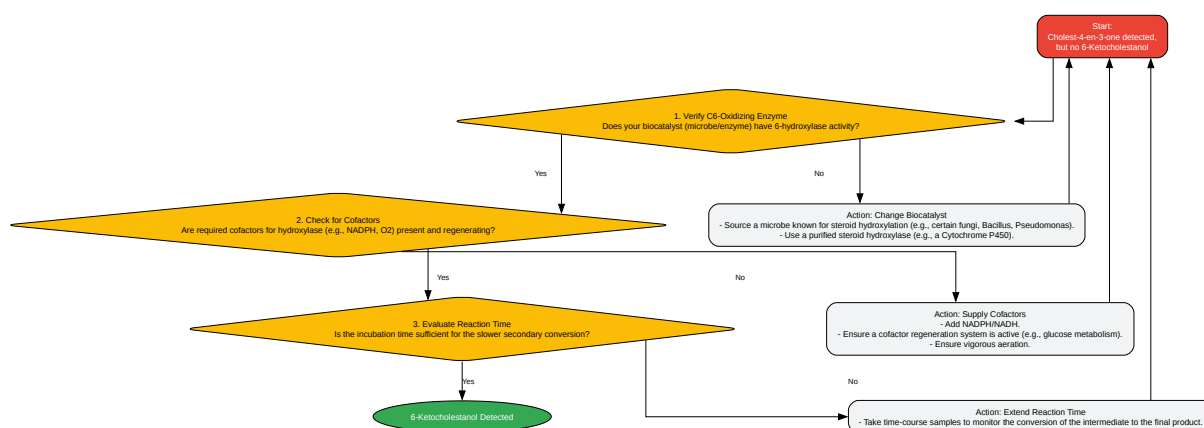 Start:
Cholest-4-en-3-one detected,
but no 6-Ketocholestanol
1. Verify C6-Oxidizing Enzyme
Does your biocatalyst (microbe/enzyme) have 6-hydroxylase activity?
Yes
No
Action: Change Biocatalyst
- Source a microbe known for steroid hydroxylation (e.g., certain fungi, Bacillus, Pseudomonas).
- Use a purified steroid hydroxylase (e.g., a Cytochrome P450).
2. Check for Cofactors
Are required cofactors for hydroxylase (e.g., NADPH, O2) present and regenerating?
Yes
No
Action: Supply Cofactors
- Add NADPH/NADH.
- Ensure a cofactor regeneration system is active (e.g., glucose metabolism).
- Ensure vigorous aeration.
3. Evaluate Reaction Time
Is the incubation time sufficient for the slower secondary conversion?
Yes
No
6-Ketocholestanol Detected
Action: Extend Reaction Time
- Take time-course samples to monitor the conversion of the intermediate to the final product.